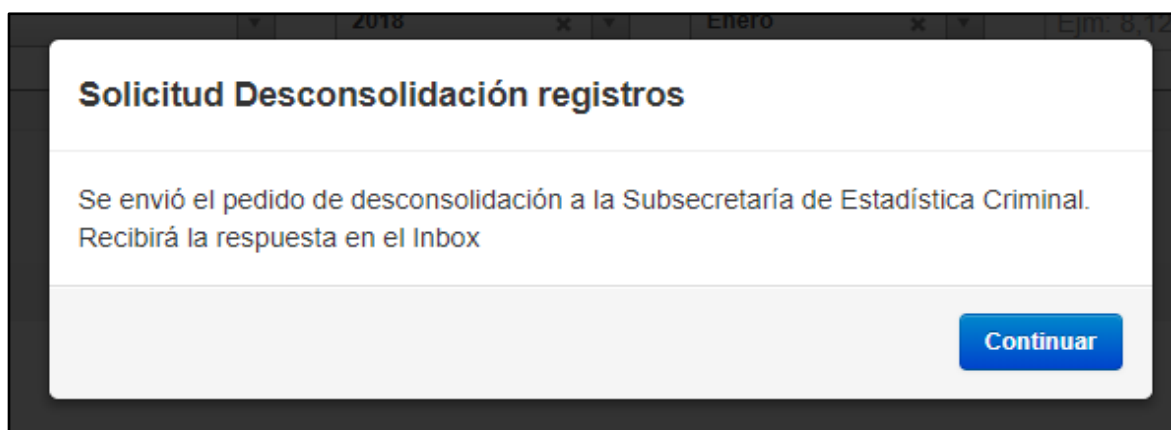 2018 × Enero × Ejm: 8,12
Solicitud Desconsolidación registros
Se envió el pedido de desconsolidación a la Subsecretaría de Estadística Criminal.
Recibirá la respuesta en el Inbox
Continuar